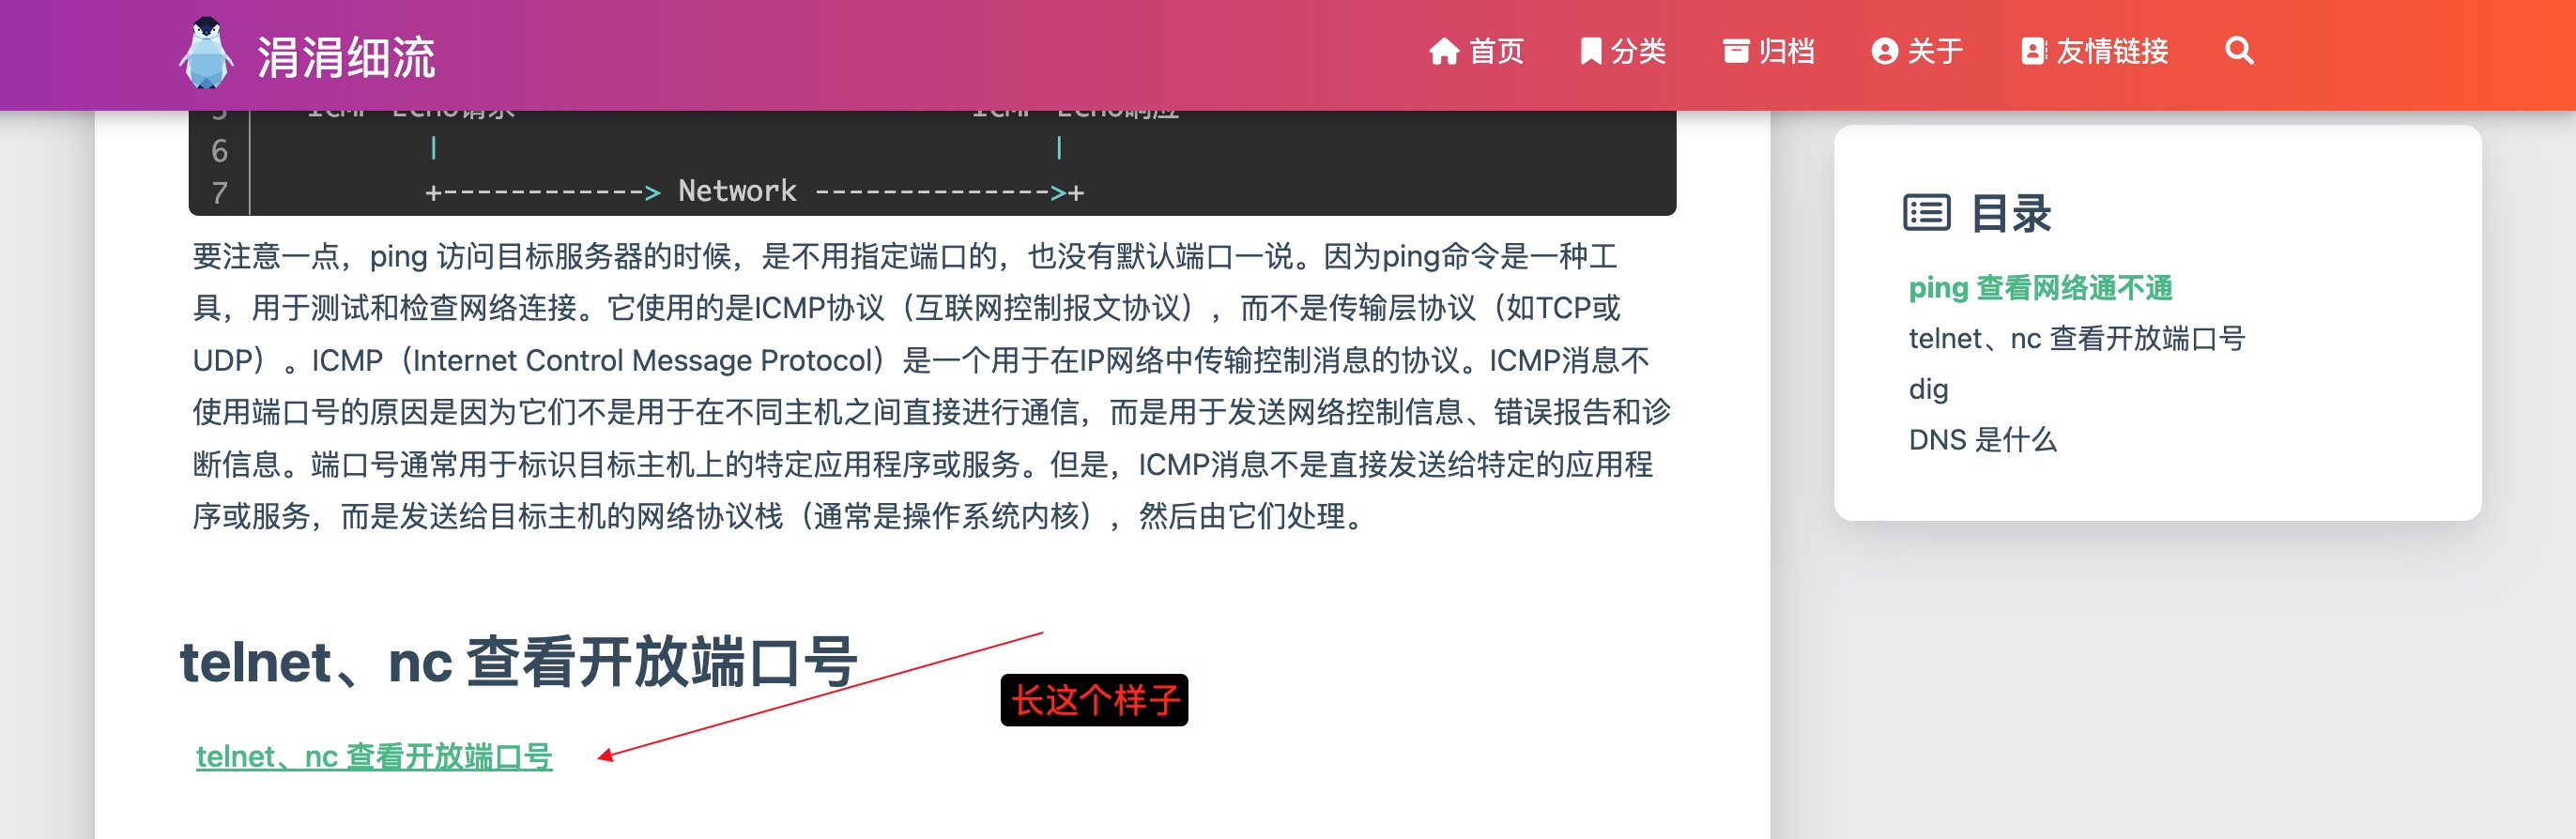 涓涓细流
首页 分类 归档 关于 友情链接
5 ICMP Echo请求 ICMP Echo响应
6 | |
7 +------------> Network -------------->+
要注意一点，ping 访问目标服务器的时候，是不用指定端口的，也没有默认端口一说。因为ping命令是一种工
具，用于测试和检查网络连接。它使用的是ICMP协议（互联网控制报文协议），而不是传输层协议（如TCP或
UDP）。ICMP（Internet Control Message Protocol）是一个用于在IP网络中传输控制消息的协议。ICMP消息不
使用端口号的原因是因为它们不是用于在不同主机之间直接进行通信，而是用于发送网络控制信息、错误报告和诊
断信息。端口号通常用于标识目标主机上的特定应用程序或服务。但是，ICMP消息不是直接发送给特定的应用程
序或服务，而是发送给目标主机的网络协议栈（通常是操作系统内核），然后由它们处理。
telnet、nc 查看开放端口号
长这个样子
telnet、nc 查看开放端口号
目录
ping 查看网络通不通
telnet、nc 查看开放端口号
dig
DNS 是什么